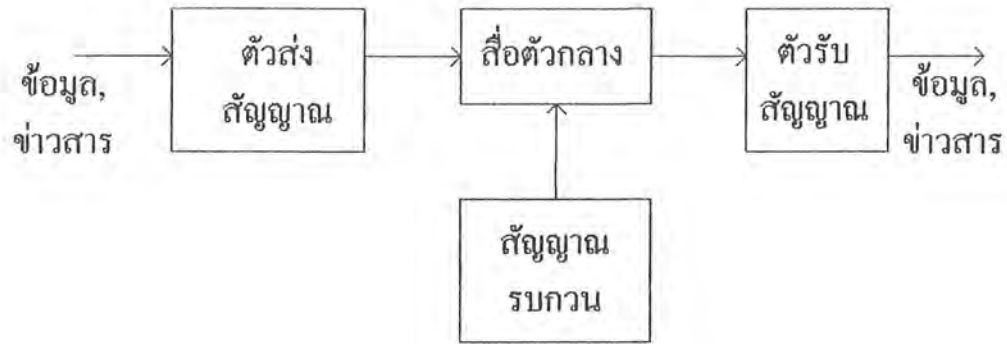 ข้อมูล,
ข่าวสาร
ตัวส่ง
สัญญาณ
สื่อตัวกลาง
ตัวรับ
สัญญาณ
ข้อมูล,
ข่าวสาร
สัญญาณ
รบกวน